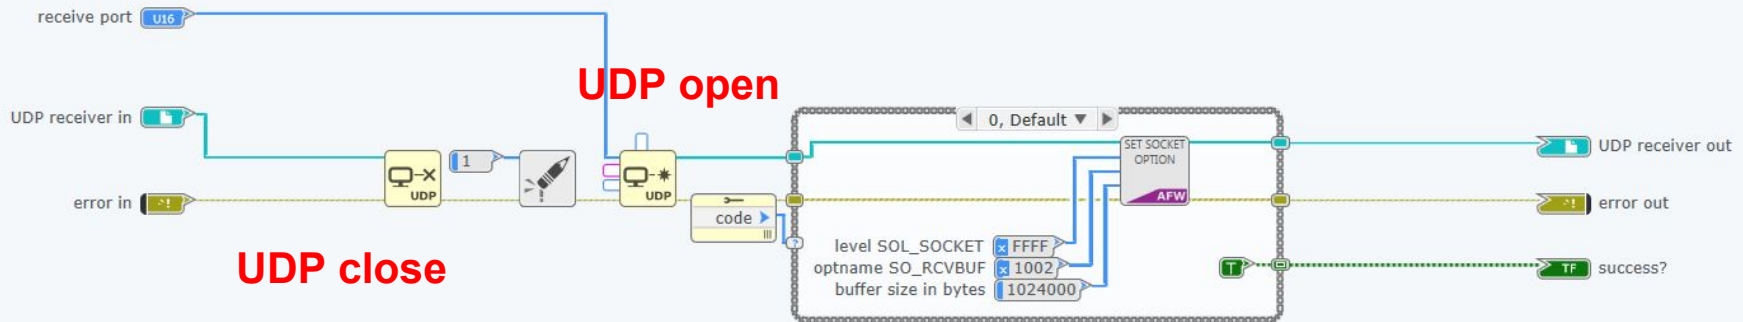 receive port U16
UDP open
0, Default
UDP receiver in
SET SOCKET
OPTION
UDP receiver out
1
UDP
UDP
AFW
error in
error out
code
level SOL_SOCKET x FFFF
optname SO_RCVBUF x 1002
T
TF success?
UDP close
buffer size in bytes 1024000